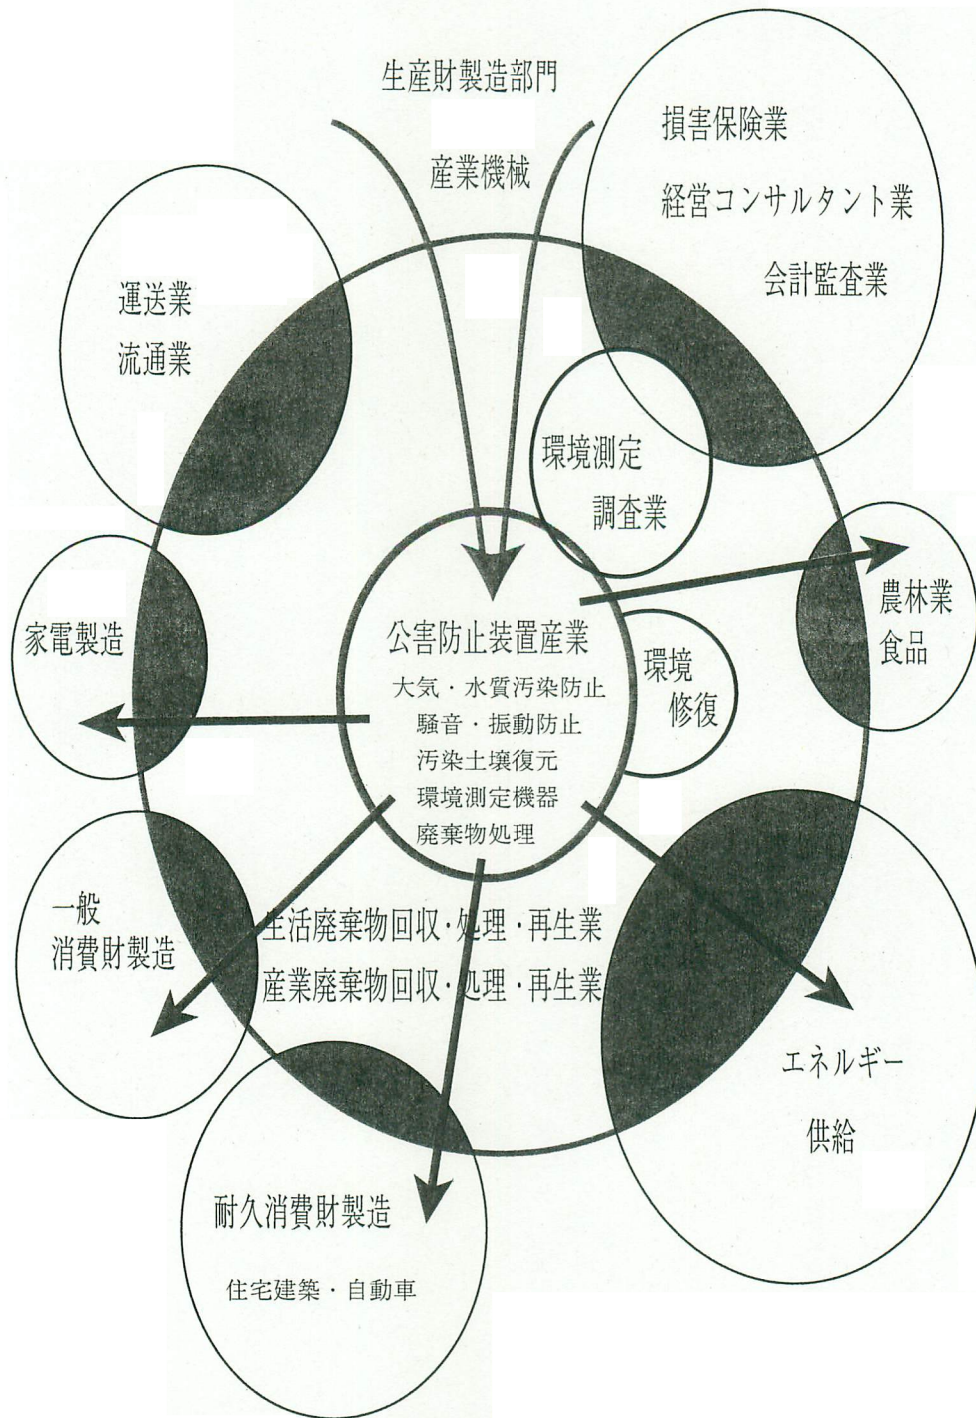 生産財製造部門
産業機械
損害保険業
経営コンサルタント業
会計監査業
運送業
流通業
環境測定
調査業
農林業
食品
家電製造
公害防止装置産業
大気・水質汚染防止
騒音・振動防止
汚染土壌復元
環境測定機器
廃棄物処理
環境
修復
一般
消費財製造
生活廃棄物回収・処理・再生業
産業廃棄物回収・処理・再生業
エネルギー
供給
耐久消費財製造
住宅建築・自動車